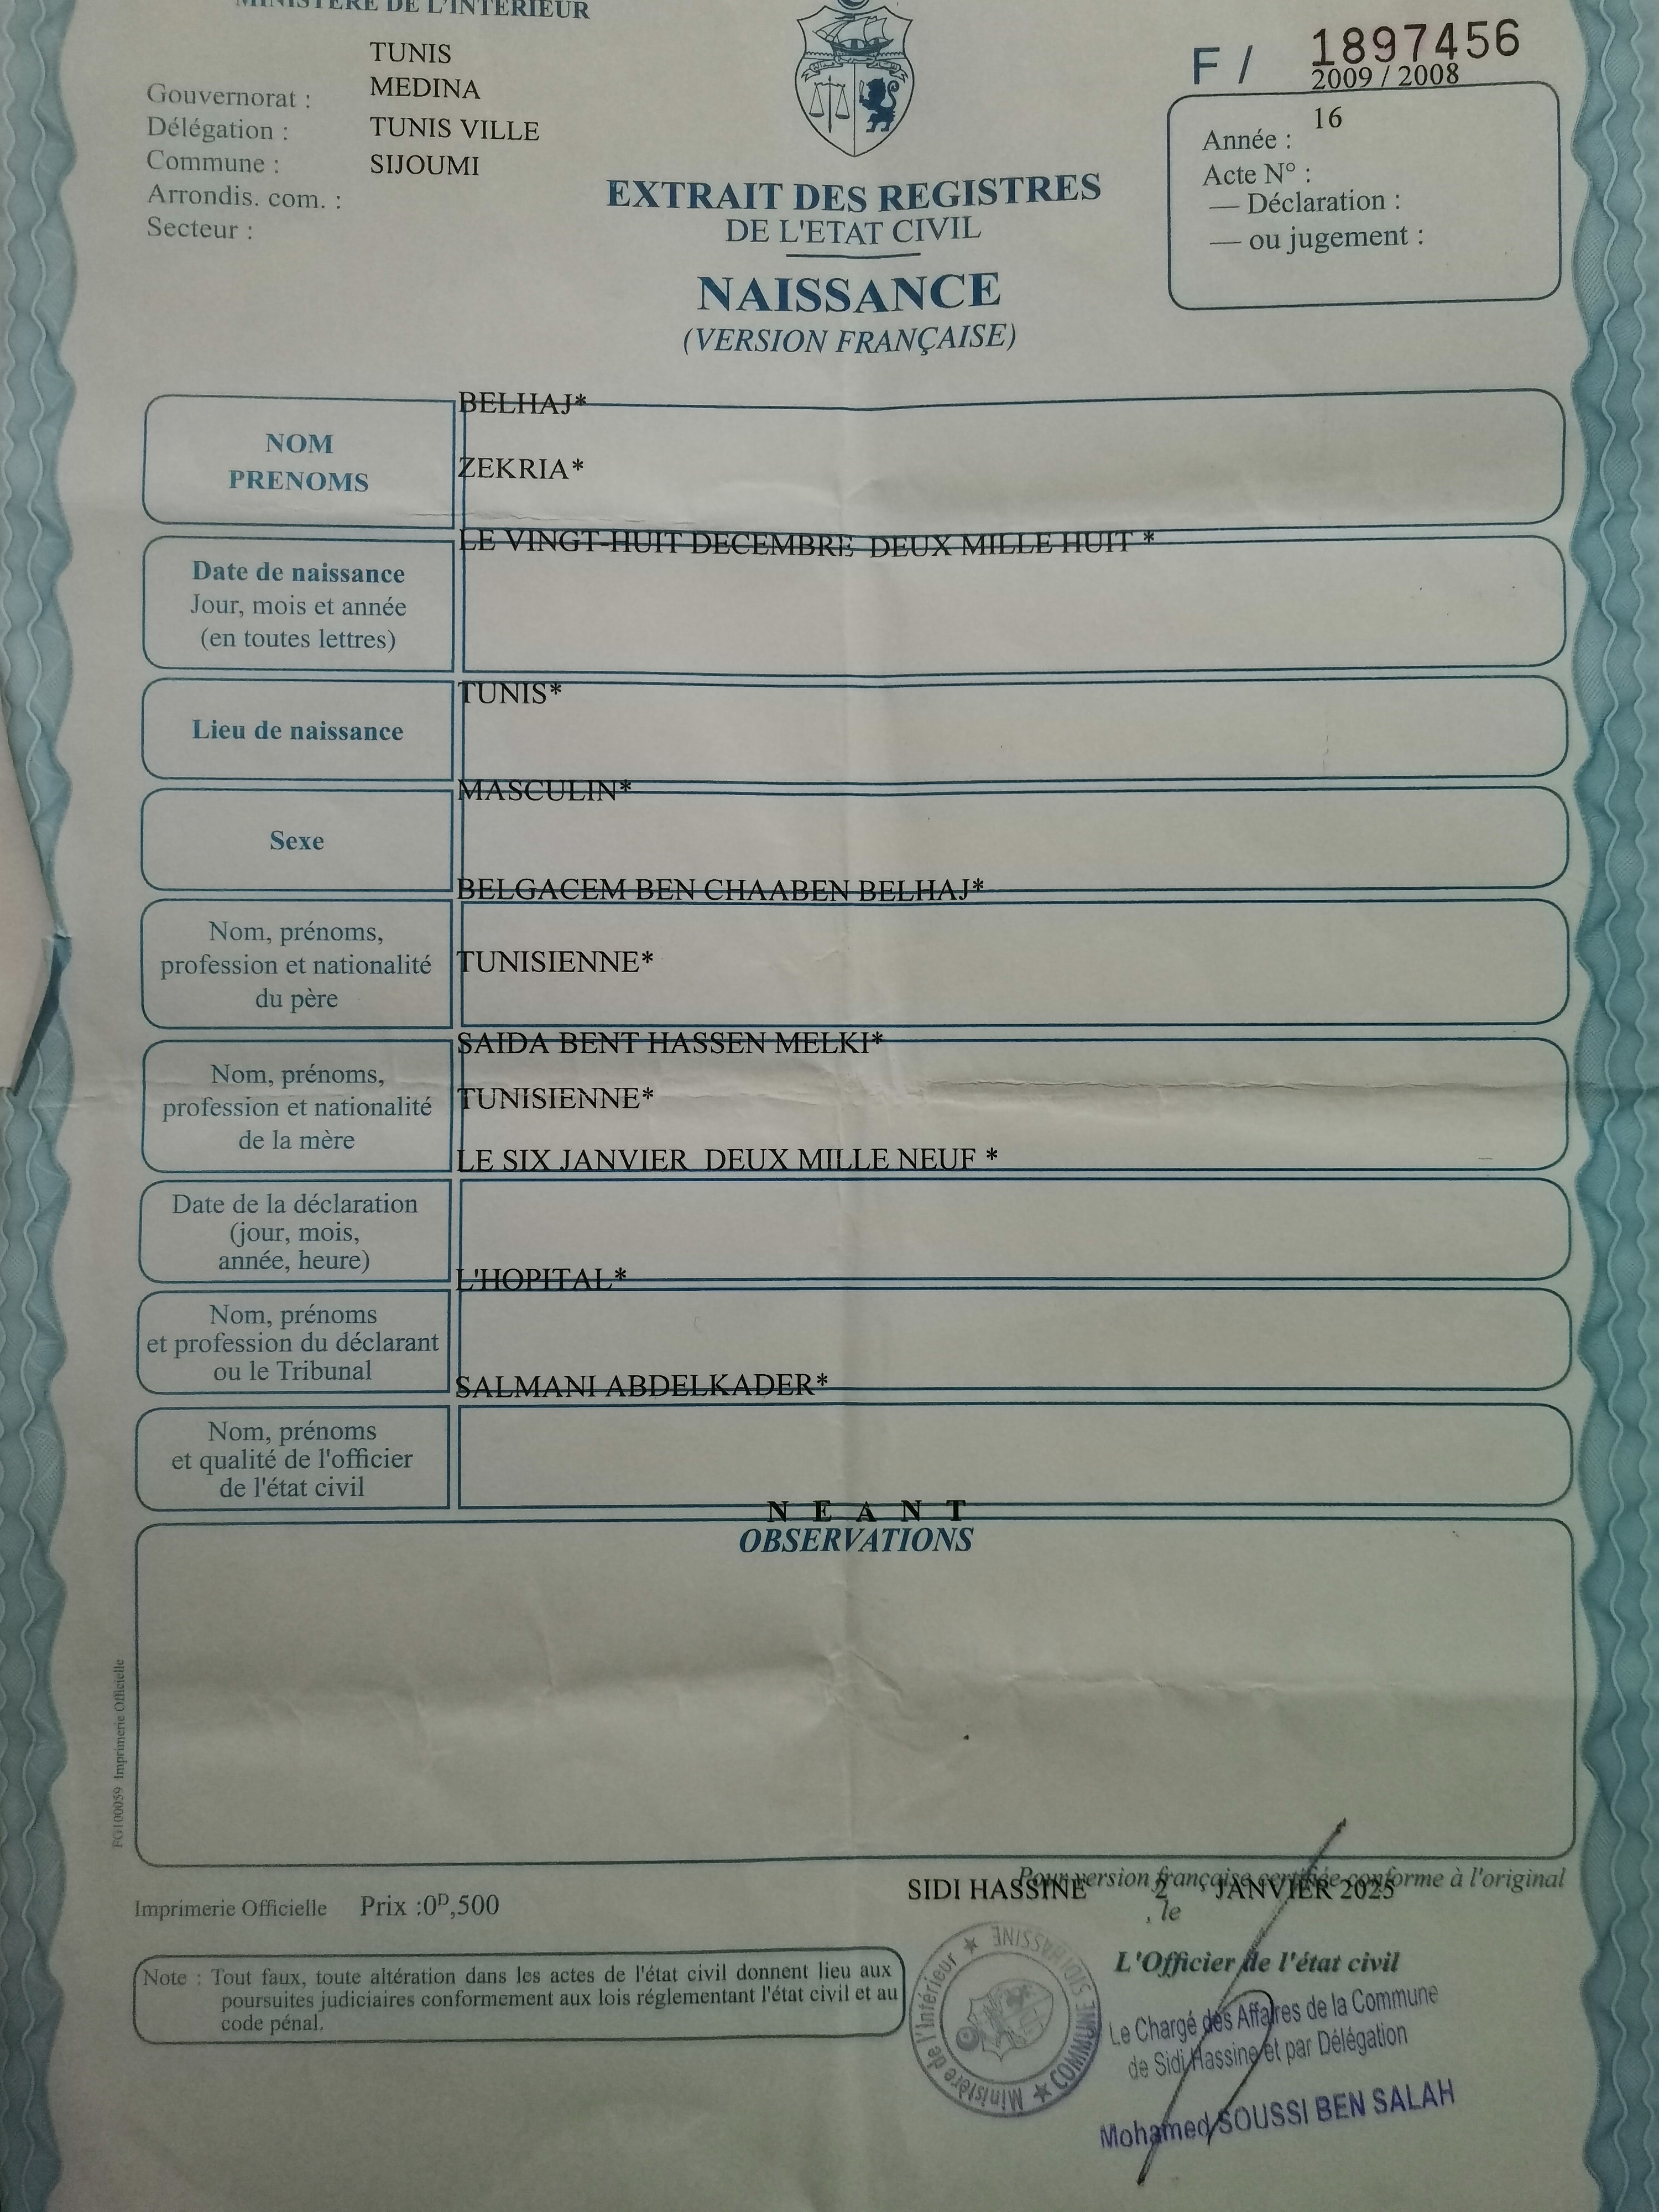 MINISTERE DE L'INTERIEUR
TUNIS
MEDINA
TUNIS VILLE
SIJOUMI
Gouvernorat :
Délégation :
Commune :
Arrondis. com. :
Secteur :
F / 1897456
2009 / 2008
16
Année :
Acte N° :
— Déclaration :
— ou jugement :
EXTRAIT DES REGISTRES
DE L'ETAT CIVIL
NAISSANCE
(VERSION FRANÇAISE)
BELHAJ*
NOM
PRENOMS
ZEKRIA*
LE VINGT-HUIT DECEMBRE DEUX MILLE HUIT *
Date de naissance
Jour, mois et année
(en toutes lettres)
TUNIS*
Lieu de naissance
MASCULIN*
Sexe
BELGACEM BEN CHAABEN BELHAJ*
Nom, prénoms,
profession et nationalité
du père
TUNISIENNE*
SAIDA BENT HASSEN MELKI*
Nom, prénoms,
profession et nationalité
de la mère
TUNISIENNE*
LE SIX JANVIER DEUX MILLE NEUF *
Date de la déclaration
(jour, mois,
année, heure)
L'HOPITAL*
Nom, prénoms
et profession du déclarant
ou le Tribunal
SALMANI ABDELKADER*
Nom, prénoms
et qualité de l'officier
de l'état civil
N E A N T
OBSERVATIONS
FG100059 Imprimerie Officielle
Pour version française certifiée conforme à l'original
SIDI HASSINE 2 JANVIER 2025
, le
Imprimerie Officielle Prix :0ᴰ,500
L'Officier de l'état civil
Note : Tout faux, toute altération dans les actes de l'état civil donnent lieu aux
poursuites judiciaires conformement aux lois réglementant l'état civil et au
code pénal.
Ministère de l'Intérieur ★ COMMUNE SIDI HASSINE ★
Le Chargé des Affaires de la Commune
de Sidi Hassine et par Délégation
Mohamed SOUSSI BEN SALAH